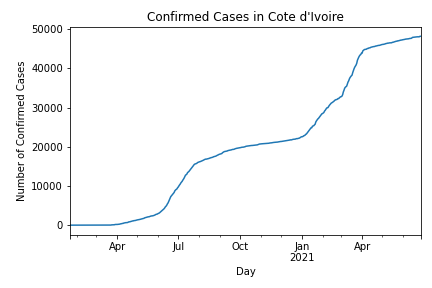 Confirmed Cases in Cote d'Ivoire
Number of Confirmed Cases
50000
40000
30000
20000
10000
0
Apr Jul Oct Jan Apr
2021
Day